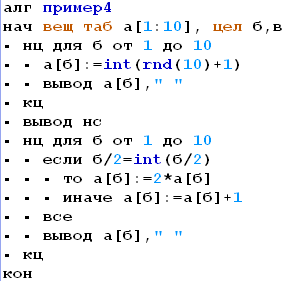 алг пример4
нач вещ таб а[1:10], цел б,в
▪ нц для б от 1 до 10
▪ ▪ а[б]:=int(rnd(10)+1)
▪ ▪ вывод а[б]," "
▪ кц
▪ вывод нс
▪ нц для б от 1 до 10
▪ ▪ если б/2=int(б/2)
▪ ▪ ▪ то а[б]:=2*а[б]
▪ ▪ ▪ иначе а[б]:=а[б]+1
▪ ▪ все
▪ ▪ вывод а[б]," "
▪ кц
кон